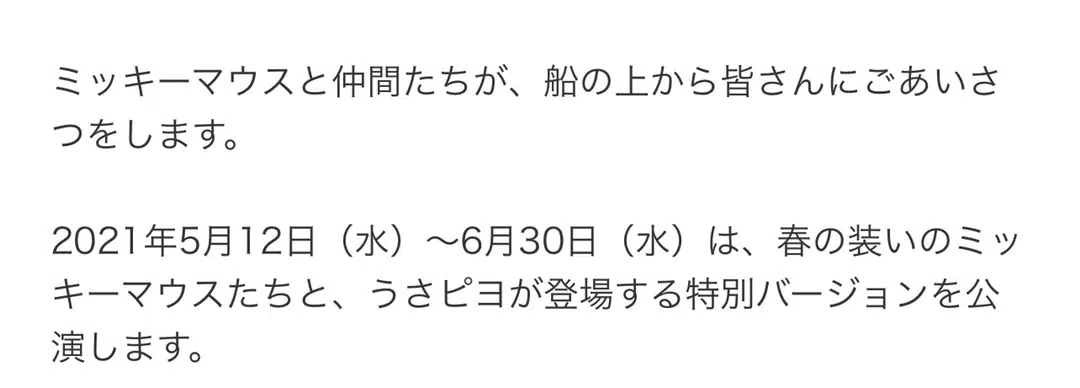 ミッキーマウスと仲間たちが、船の上から皆さんにごあいさ
つをします。
2021年5月12日（水）～6月30日（水）は、春の装いのミッ
キーマウスたちと、うさピヨが登場する特別バージョンを公
演します。